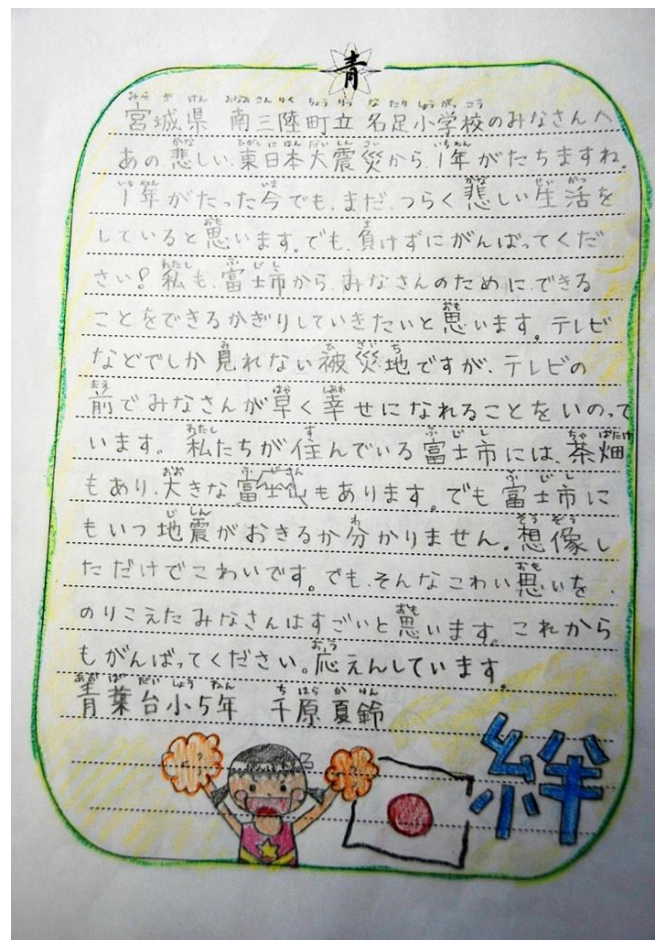 青
宮城県 南三陸町立 名足小学校のみなさんへ
あの、悲しい、東日本大震災から、1年がたちますね。
1年がたった今でも、まだ、つらく悲しい生活を
していると思います。でも、負けずにがんばってくだ
さい!私も、富士市から、みなさんのために、できる
ことをできるかぎりしていきたいと思います。テレビ
などでしか見れない被災地ですが、テレビの
前でみなさんが早く幸せになれることをいのって
います。私たちが住んでいる富士市には、茶畑
もあり、大きな富士山もあります。でも富士市に
もいつ地震がおきるか分かりません。想像し
ただけでこわいです。でも、そんなこわい思いを
のりこえたみなさんはすごいと思います。これから
もがんばってください。応えんしています。
青葉台小5年 千原夏鈴
絆